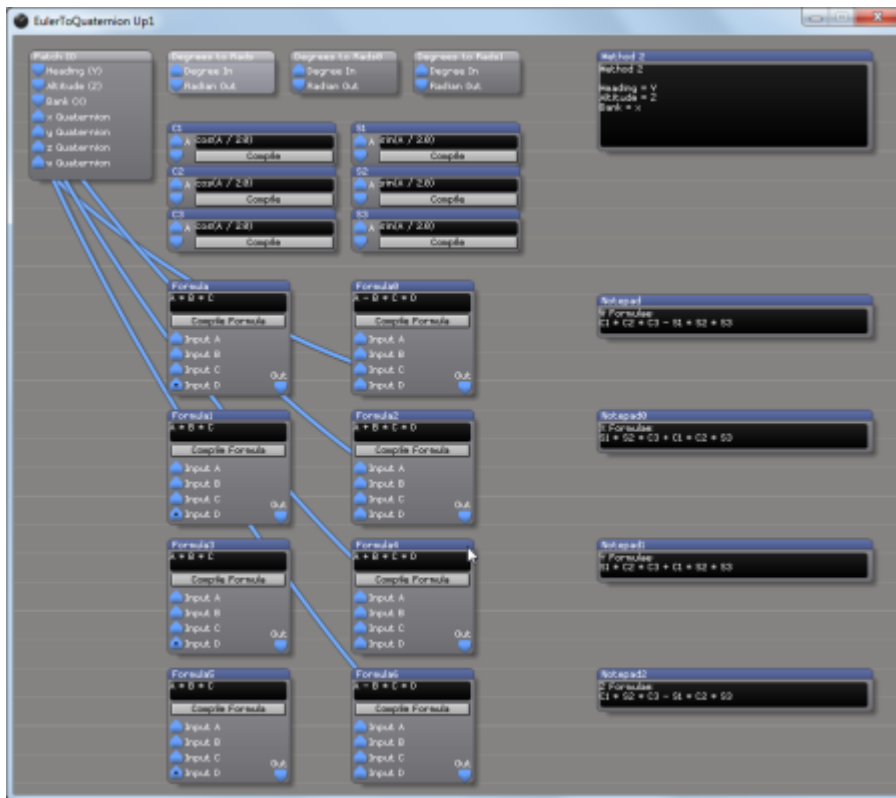 EulerToQuaternion Up1
Patch IO
Heading (Y)
Altitude (Z)
Bank (X)
x Quaternion
y Quaternion
z Quaternion
w Quaternion
Degrees to Rads
Degree In
Radian Out
Degrees to Rads0
Degree In
Radian Out
Degrees to Rads1
Degree In
Radian Out
Method 2
Method 2
Heading = Y
Altitude = Z
Bank = x
C1
A
cos(A / 2.0)
Compile
S1
A
sin(A / 2.0)
Compile
C2
A
cos(A / 2.0)
Compile
S2
A
sin(A / 2.0)
Compile
C3
A
cos(A / 2.0)
Compile
S3
A
sin(A / 2.0)
Compile
Formula
A * B * C
Compile Formula
Input A
Input B
Input C
Input D
Out
Formula0
A - B * C * D
Compile Formula
Input A
Input B
Input C
Input D
Out
Notepad
W Formulae:
C1 * C2 * C3 - S1 * S2 * S3
Formula1
A * B * C
Compile Formula
Input A
Input B
Input C
Input D
Out
Formula2
A + B * C * D
Compile Formula
Input A
Input B
Input C
Input D
Out
Notepad0
X Formulae:
S1 * S2 * C3 + C1 * C2 * S3
Formula3
A * B * C
Compile Formula
Input A
Input B
Input C
Input D
Out
Formula4
A + B * C * D
Compile Formula
Input A
Input B
Input C
Input D
Out
Notepad1
Y Formulae:
S1 * C2 * C3 + C1 * S2 * S3
Formula5
A * B * C
Compile Formula
Input A
Input B
Input C
Input D
Out
Formula6
A - B * C * D
Compile Formula
Input A
Input B
Input C
Input D
Out
Notepad2
Z Formulae:
C1 * S2 * C3 - S1 * C2 * S3